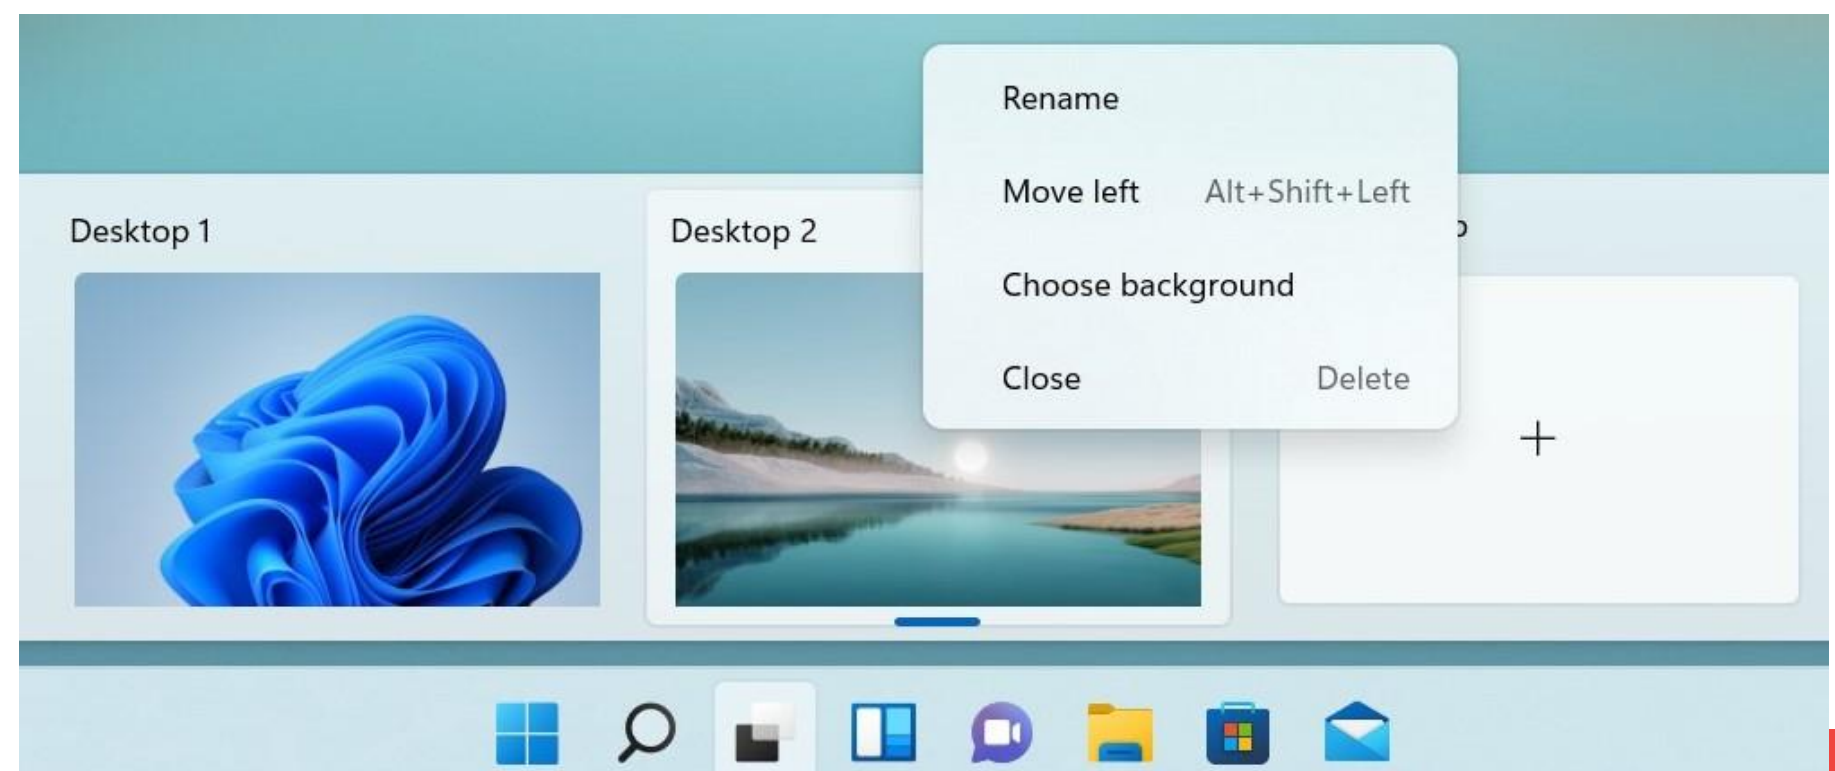 Rename
Move left Alt+Shift+Left
Choose background
Close Delete
Desktop 1
Desktop 2